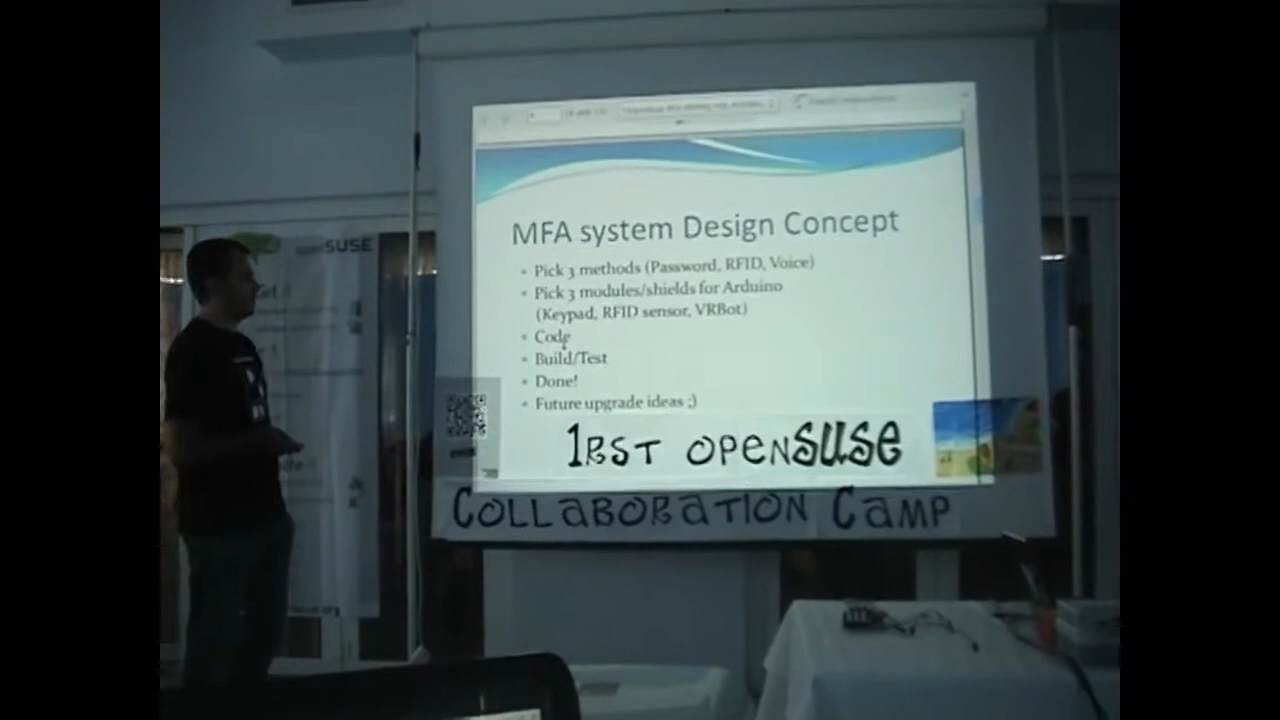 MFA system Design Concept
• Pick 3 methods (Password, RFID, Voice)
• Pick 3 modules/shields for Arduino
(Keypad, RFID sensor, VRBot)
• Code
• Build/Test
• Done!
• Future upgrade ideas ;)
1RST OPENSUSE
COLLABORATION CAMP
openSUSE